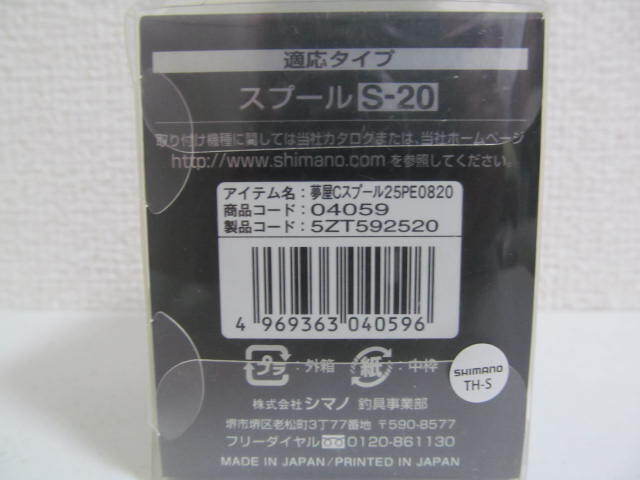 適応タイプ
スプール S-20
取り付け機種に関しては当社カタログまたは、当社ホームページ
http://www.shimano.com を参照してください。
アイテム名：夢屋Cスプール25PE0820
商品コード：04059
製品コード：5ZT592520
4 969363 040596
プラ：外箱 紙：中枠
SHIMANO
TH-S
株式会社シマノ 釣具事業部
堺市堺区老松町3丁77番地 〒590-8577
フリーダイヤル 0120-861130
MADE IN JAPAN/PRINTED IN JAPAN